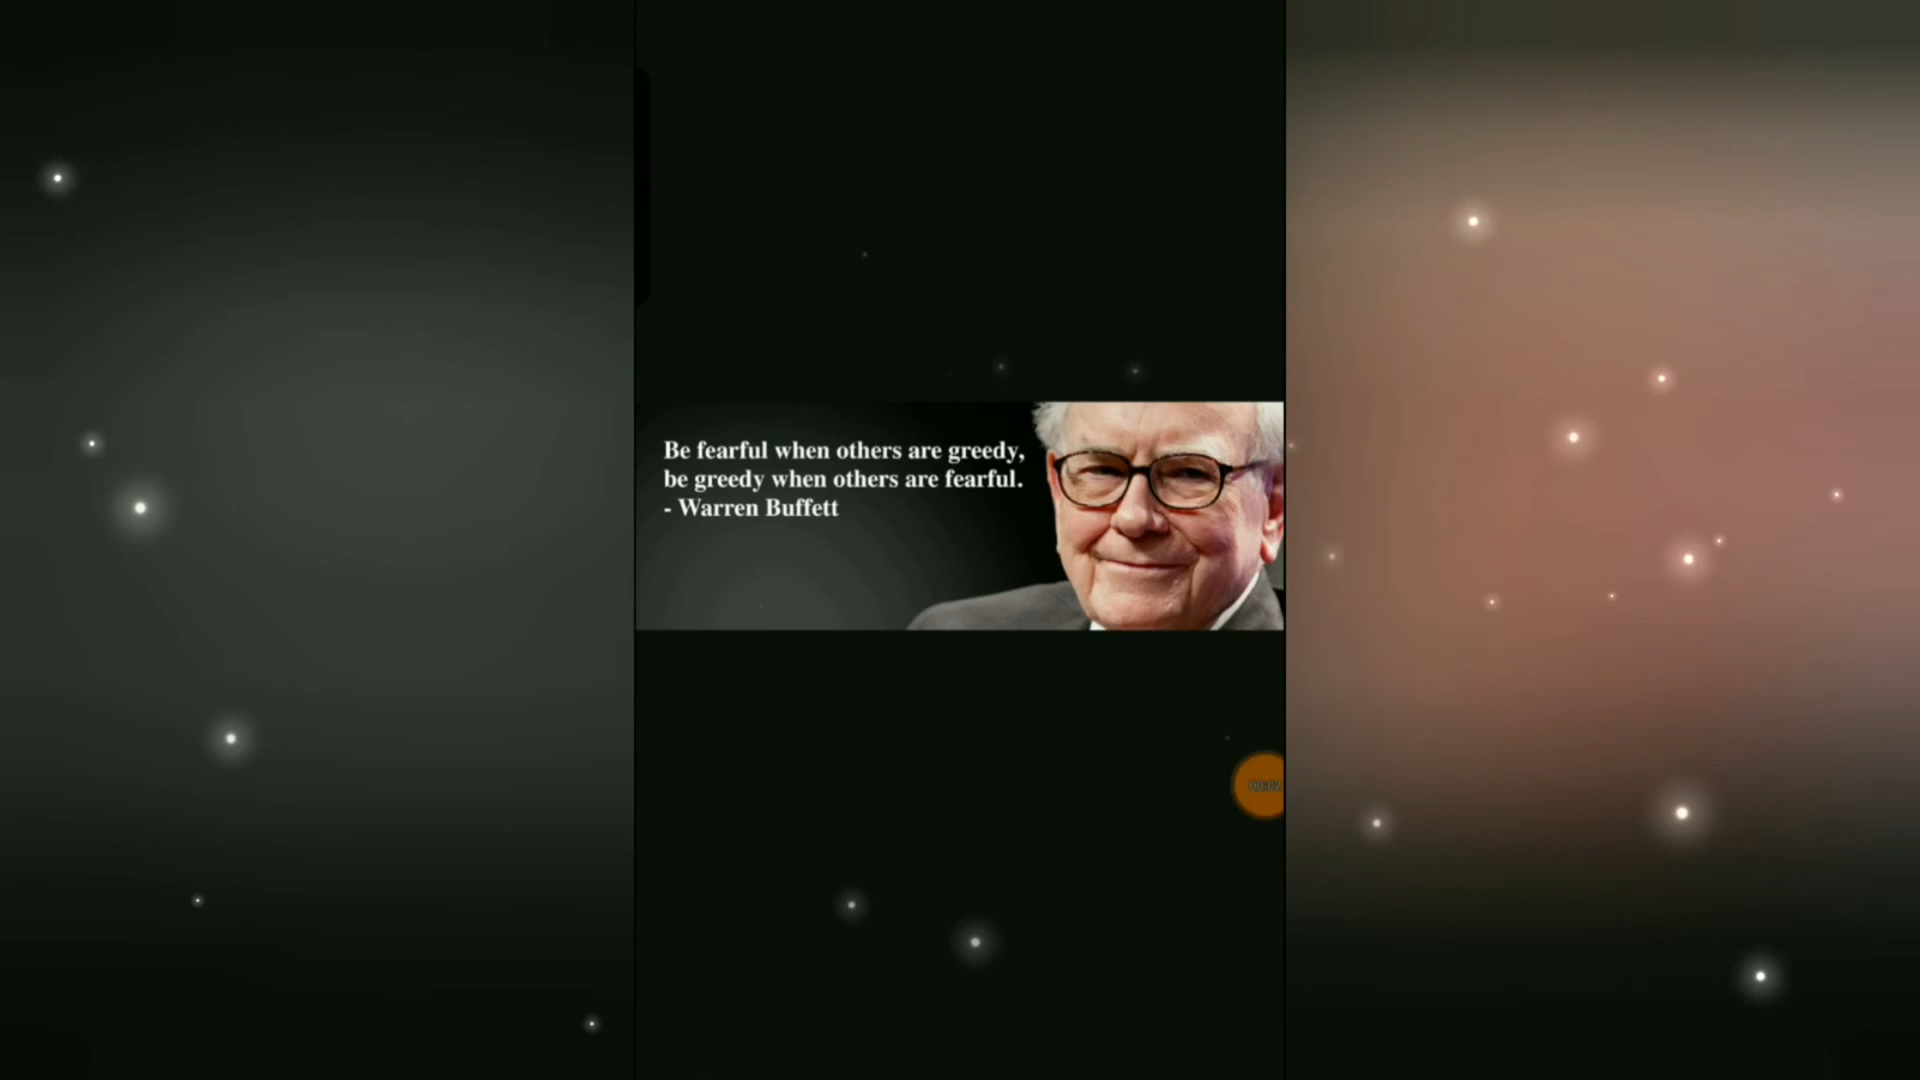 Be fearful when others are greedy,
be greedy when others are fearful.
- Warren Buffett